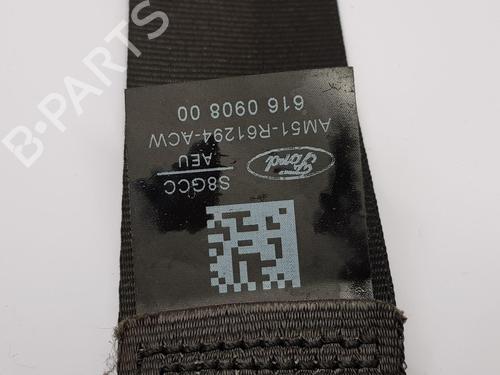 S8GCC
AEU
Ford
AM51-R61294-ACW
616 0908 00
B-PARTS